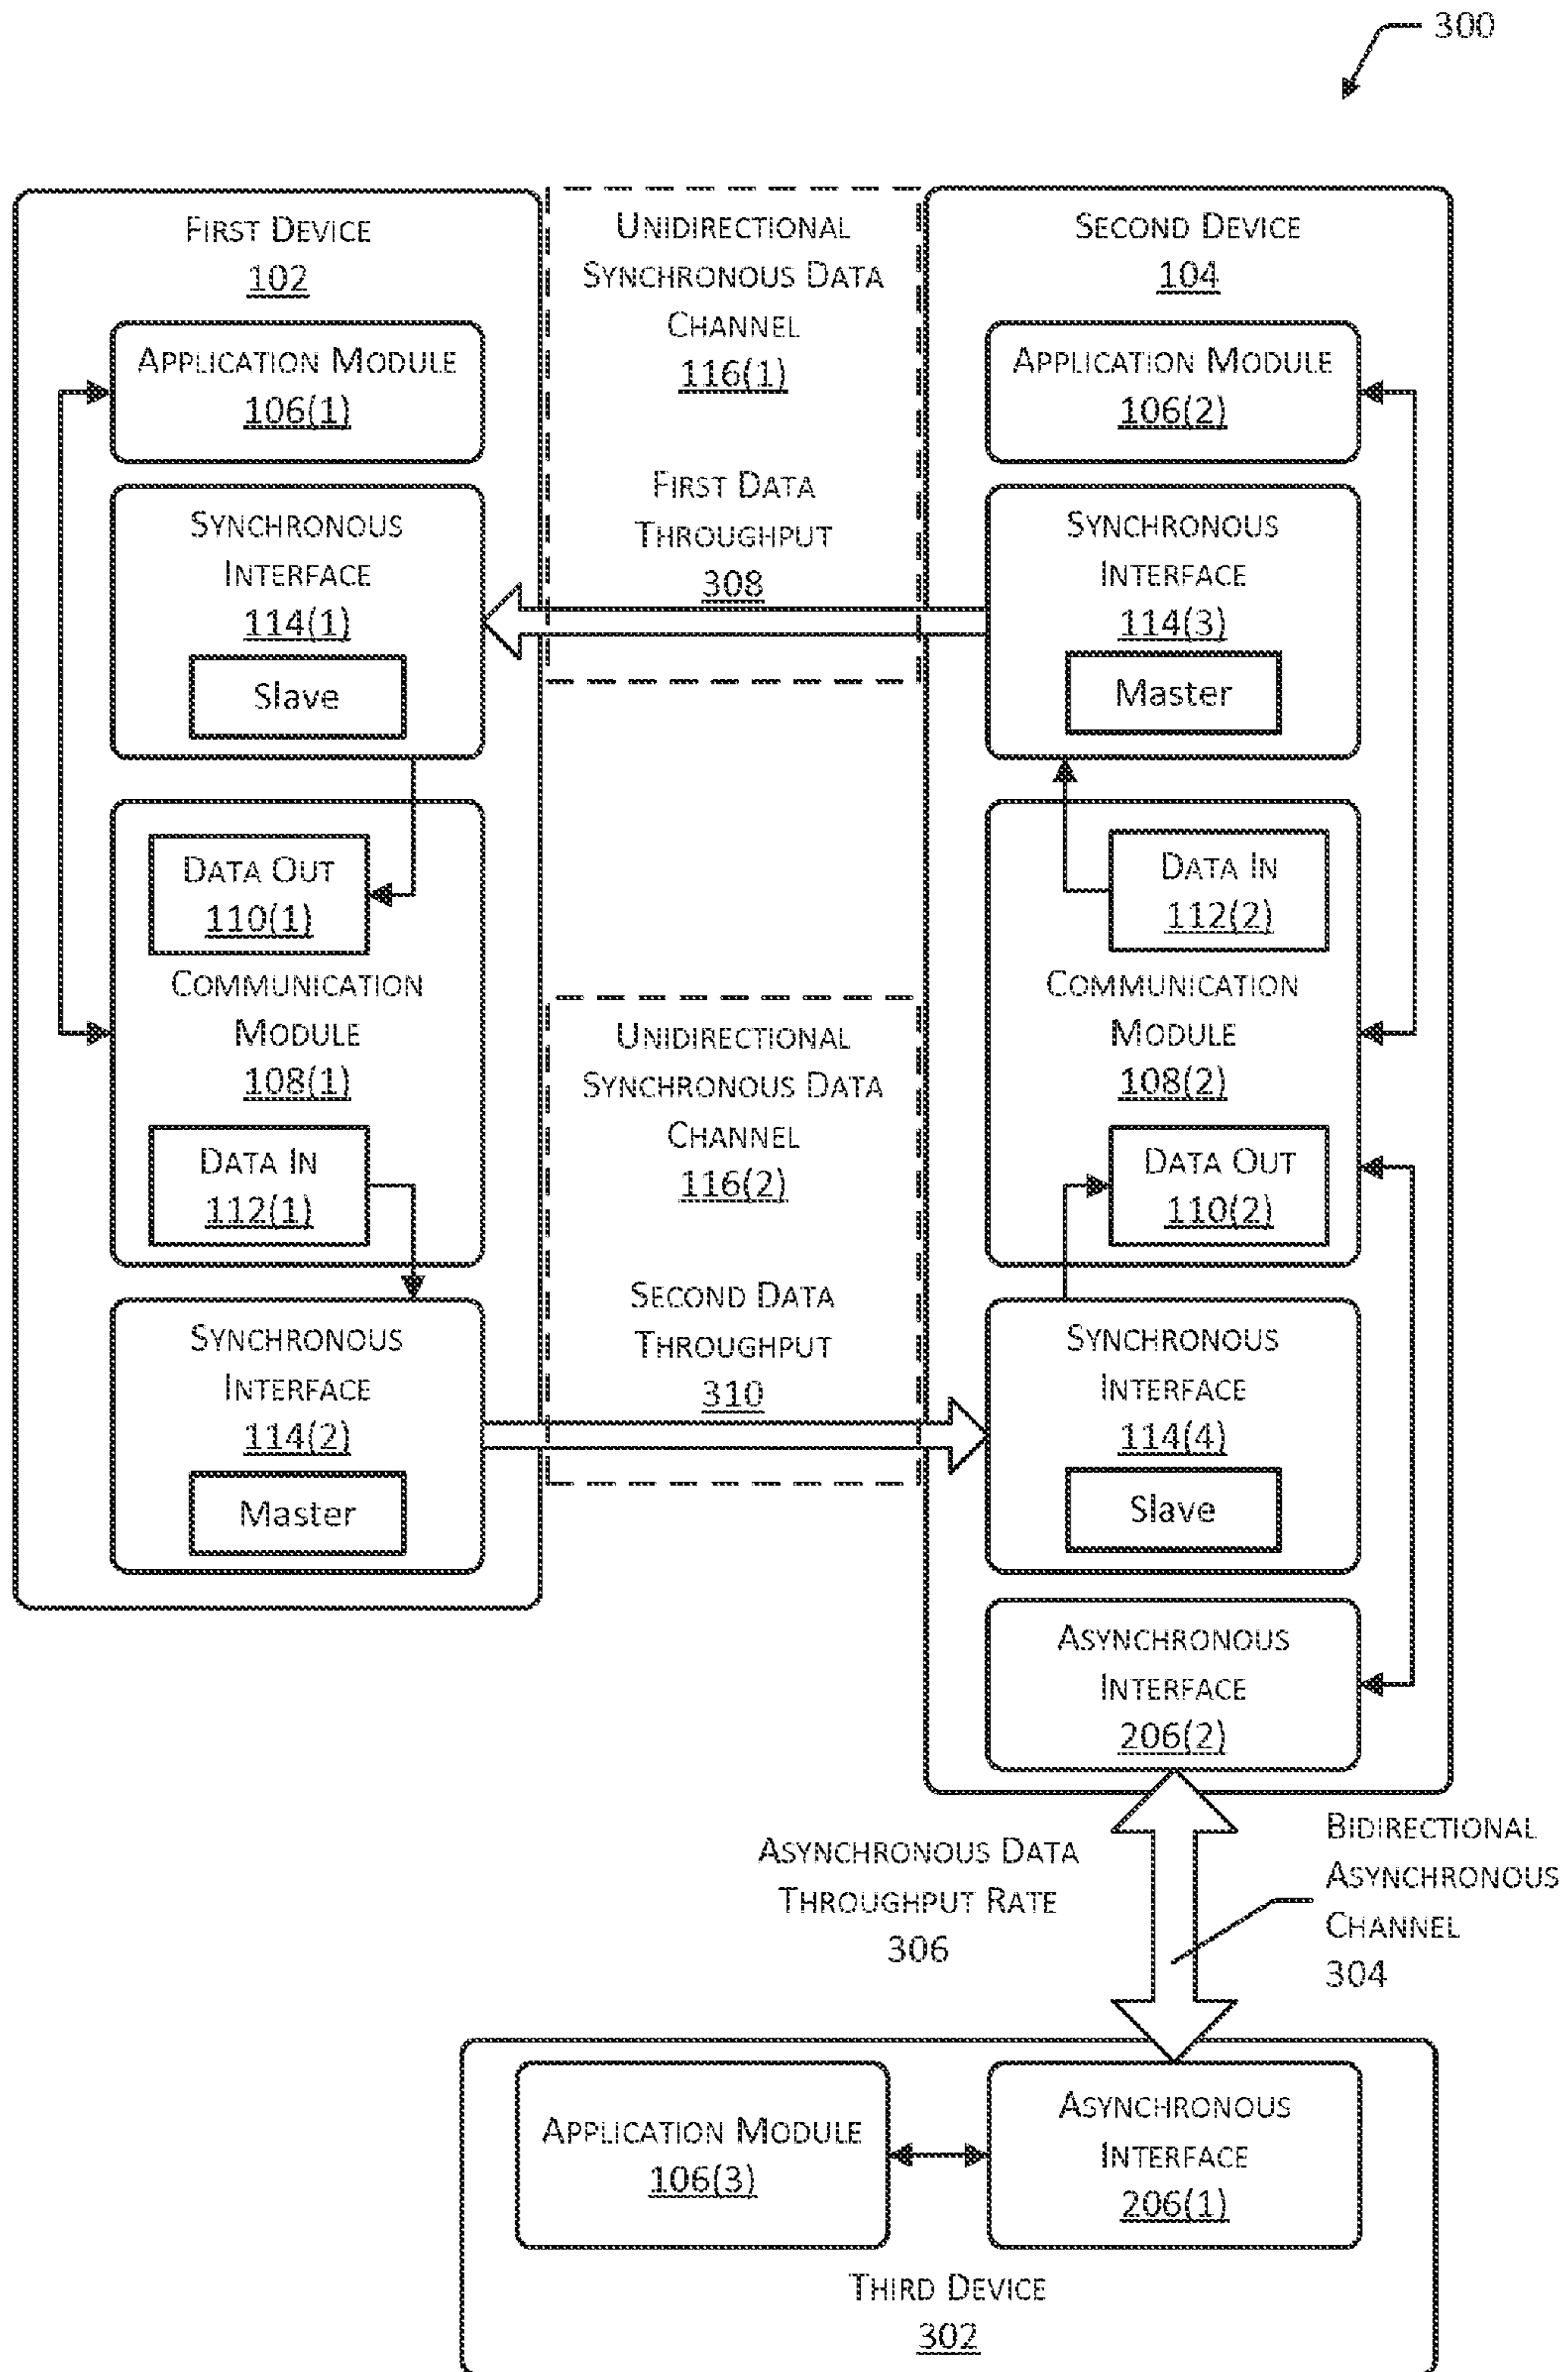 300
FIRST DEVICE
102
APPLICATION MODULE
106(1)
SYNCHRONOUS
INTERFACE
114(1)
Slave
DATA OUT
110(1)
COMMUNICATION
MODULE
108(1)
DATA IN
112(1)
SYNCHRONOUS
INTERFACE
114(2)
Master
UNIDIRECTIONAL
SYNCHRONOUS DATA
CHANNEL
116(1)
FIRST DATA
THROUGHPUT
308
UNIDIRECTIONAL
SYNCHRONOUS DATA
CHANNEL
116(2)
SECOND DATA
THROUGHPUT
310
SECOND DEVICE
104
APPLICATION MODULE
106(2)
SYNCHRONOUS
INTERFACE
114(3)
Master
DATA IN
112(2)
COMMUNICATION
MODULE
108(2)
DATA OUT
110(2)
SYNCHRONOUS
INTERFACE
114(4)
Slave
ASYNCHRONOUS
INTERFACE
206(2)
ASYNCHRONOUS DATA
THROUGHPUT RATE
306
BIDIRECTIONAL
ASYNCHRONOUS
CHANNEL
304
APPLICATION MODULE
106(3)
ASYNCHRONOUS
INTERFACE
206(1)
THIRD DEVICE
302